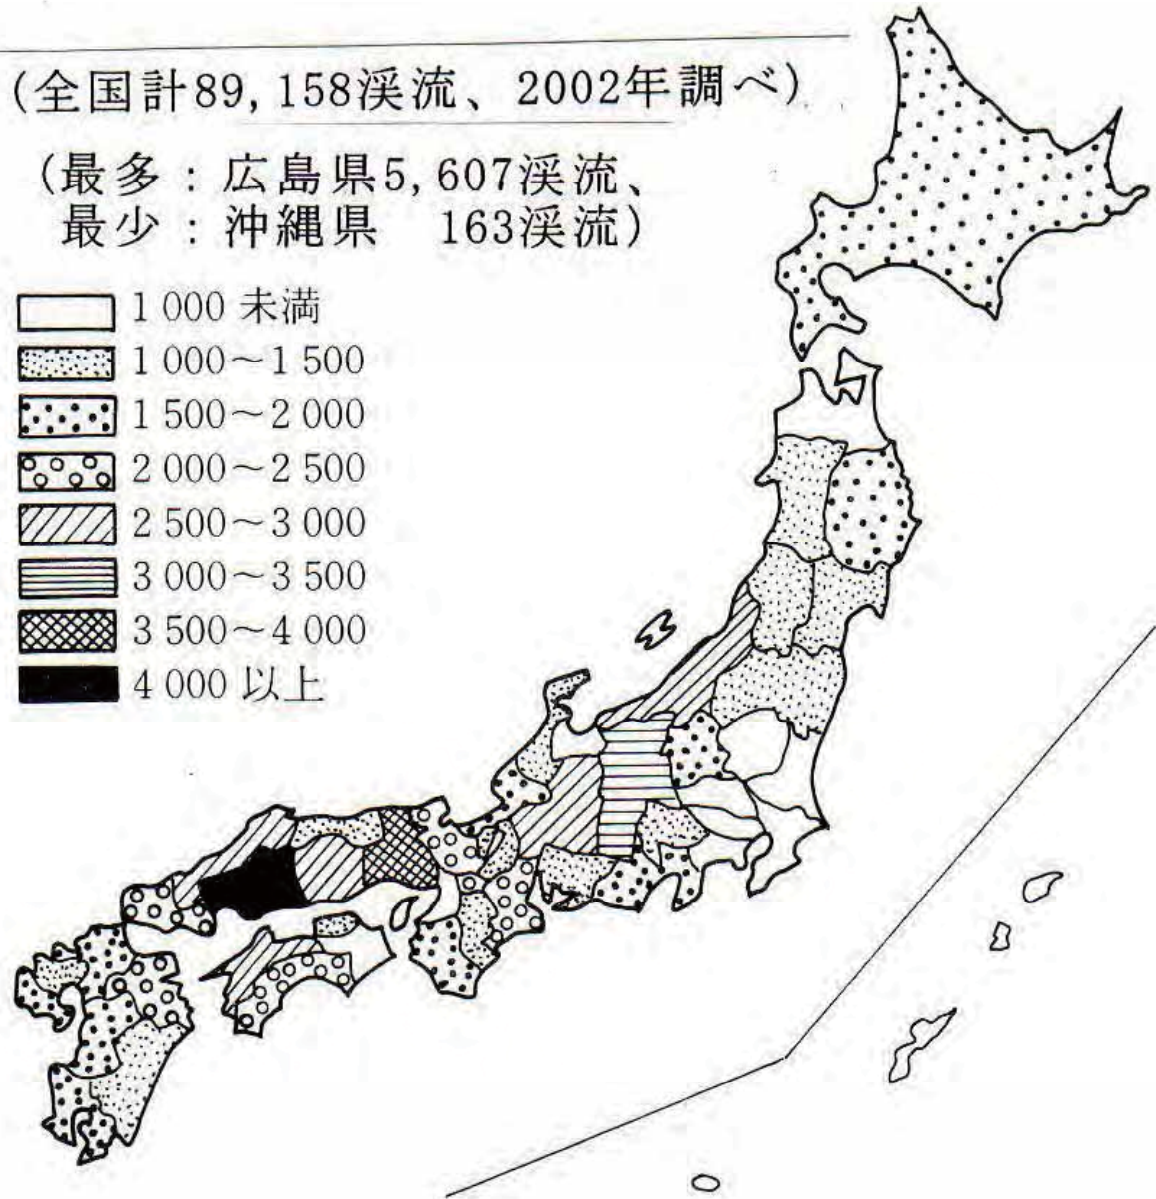 (全国計89,158渓流、2002年調べ)
(最多：広島県5,607渓流、
最少：沖縄県　163渓流)
1 000 未満
1 000～1 500
1 500～2 000
2 000～2 500
2 500～3 000
3 000～3 500
3 500～4 000
4 000 以上